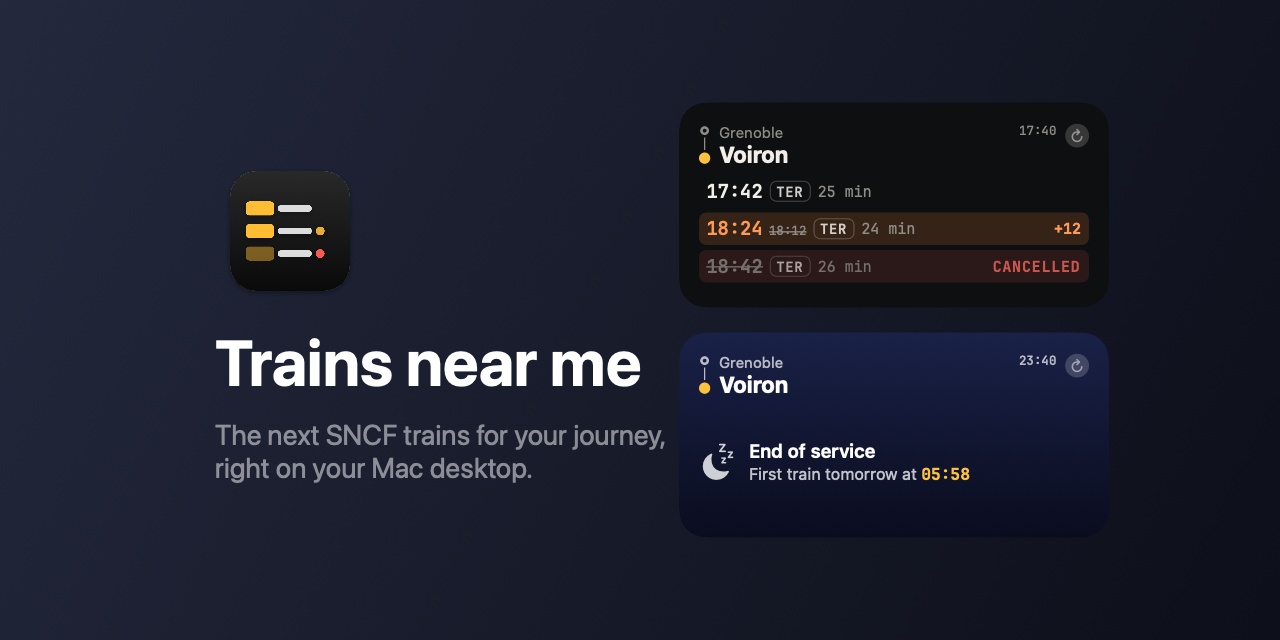 Trains near me
The next SNCF trains for your journey,
right on your Mac desktop.
Grenoble 17:40
Voiron
17:42 TER 25 min
18:24 18:12 TER 24 min +12
18:42 TER 26 min CANCELLED
Grenoble 23:40
Voiron
z z z
End of service
First train tomorrow at 05:58